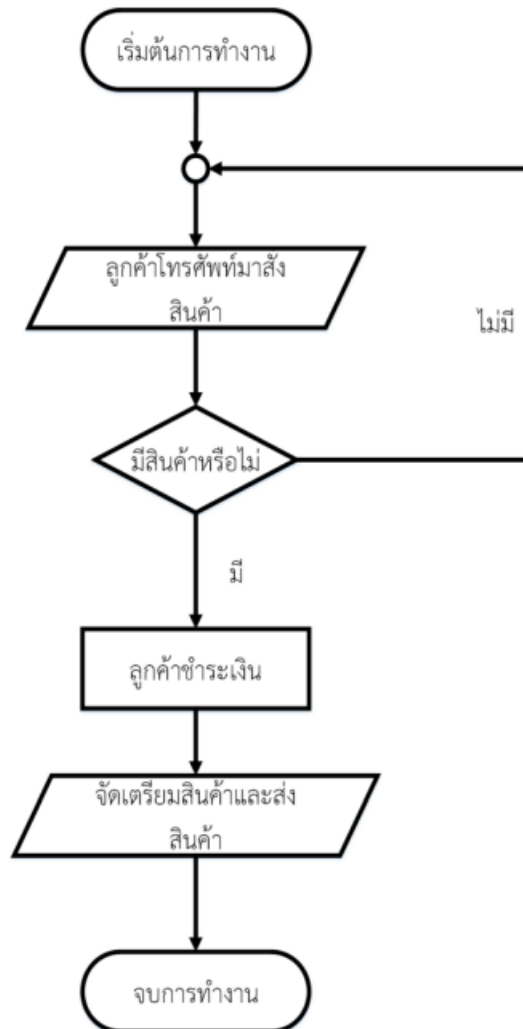 เริ่มต้นการทำงาน
ลูกค้าโทรศัพท์มาสั่ง
สินค้า
ไม่มี
มีสินค้าหรือไม่
มี
ลูกค้าชำระเงิน
จัดเตรียมสินค้าและส่ง
สินค้า
จบการทำงาน